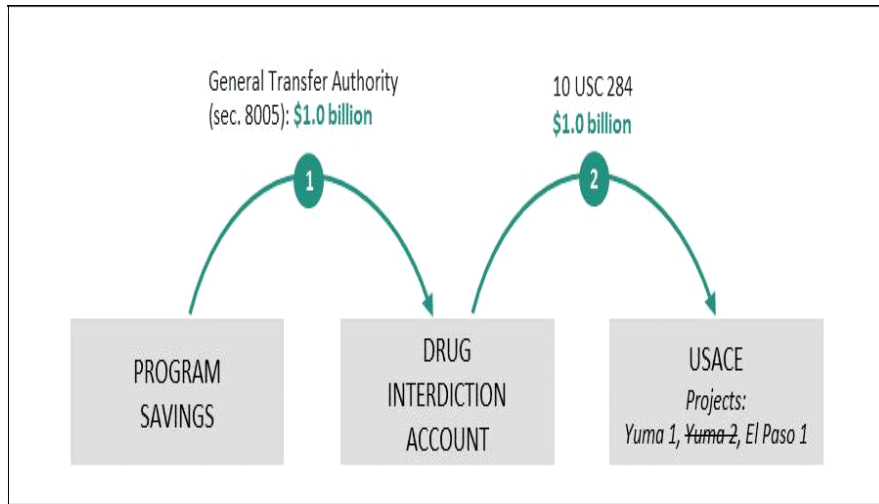 General Transfer Authority
(sec. 8005): $1.0 billion
10 USC 284
$1.0 billion
1
2
PROGRAM
SAVINGS
DRUG
INTERDICTION
ACCOUNT
USACE
Projects:
Yuma 1, Yuma 2, El Paso 1